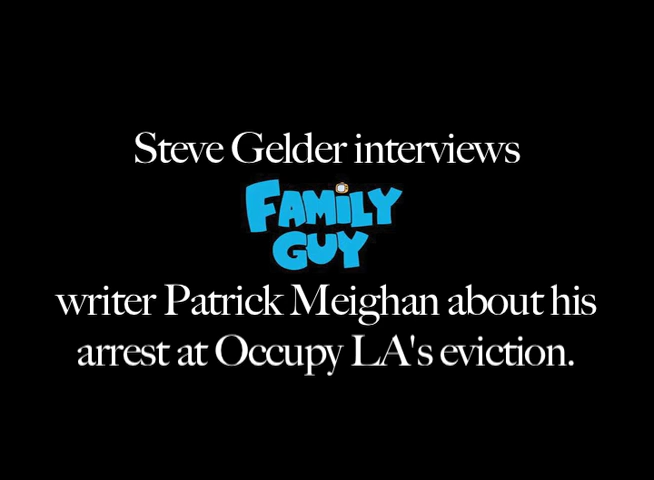 Steve Gelder interviews
FAMiLY
GUY
writer Patrick Meighan about his
arrest at Occupy LA's eviction.